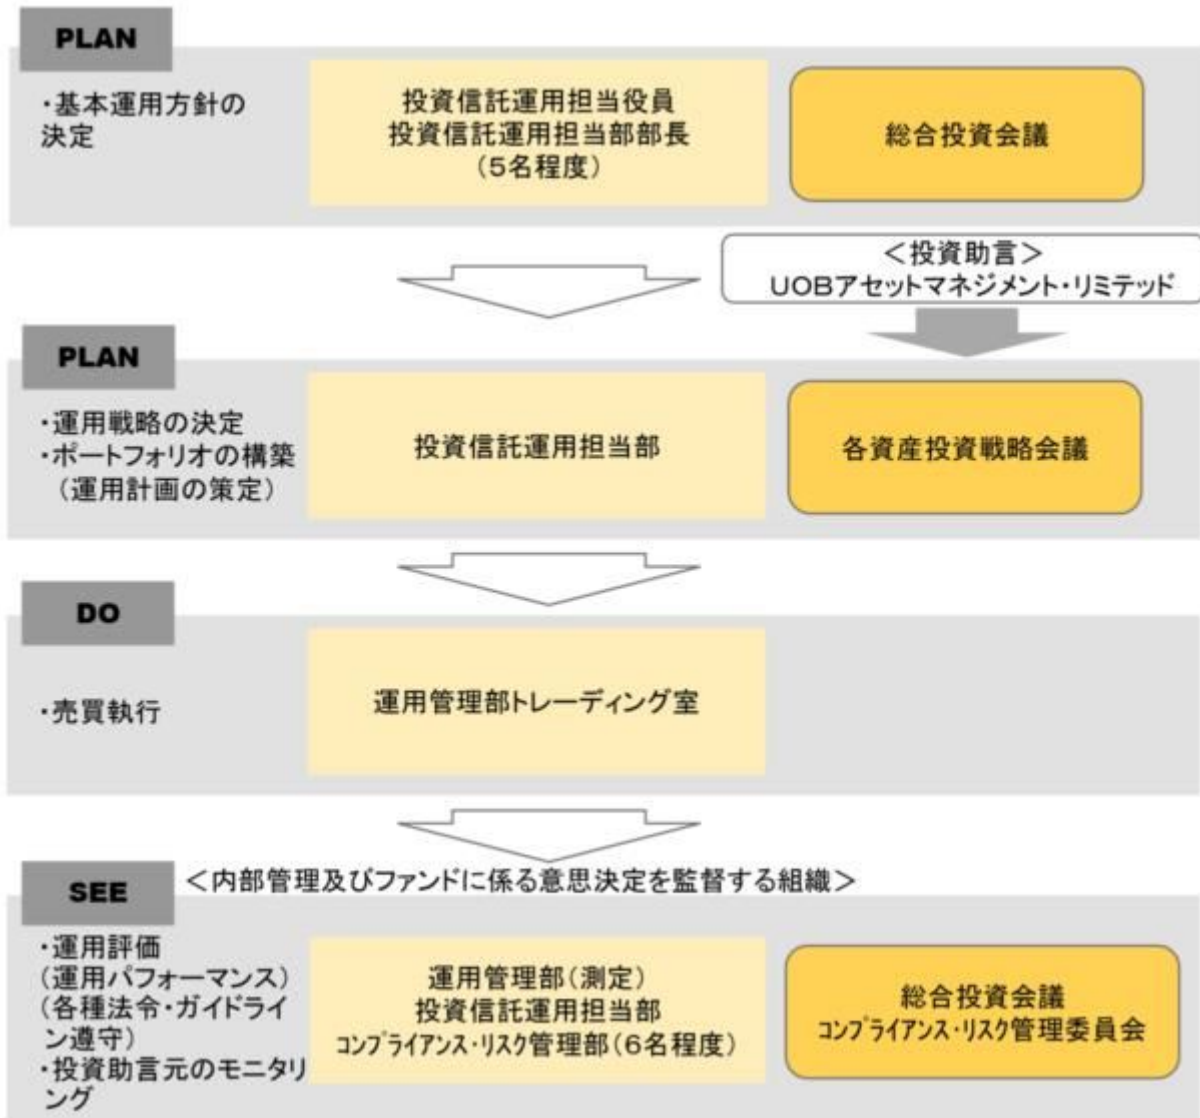 PLAN
・基本運用方針の
決定
投資信託運用担当役員
投資信託運用担当部部長
(5名程度)
総合投資会議
＜投資助言＞
UOBアセットマネジメント・リミテッド
PLAN
・運用戦略の決定
・ポートフォリオの構築
(運用計画の策定)
投資信託運用担当部
各資産投資戦略会議
DO
・売買執行
運用管理部トレーディング室
SEE
＜内部管理及びファンドに係る意思決定を監督する組織＞
・運用評価
(運用パフォーマンス)
(各種法令・ガイドライ
ン遵守)
・投資助言元のモニタリ
ング
運用管理部(測定)
投資信託運用担当部
コンプライアンス・リスク管理部(6名程度)
総合投資会議
コンプライアンス・リスク管理委員会